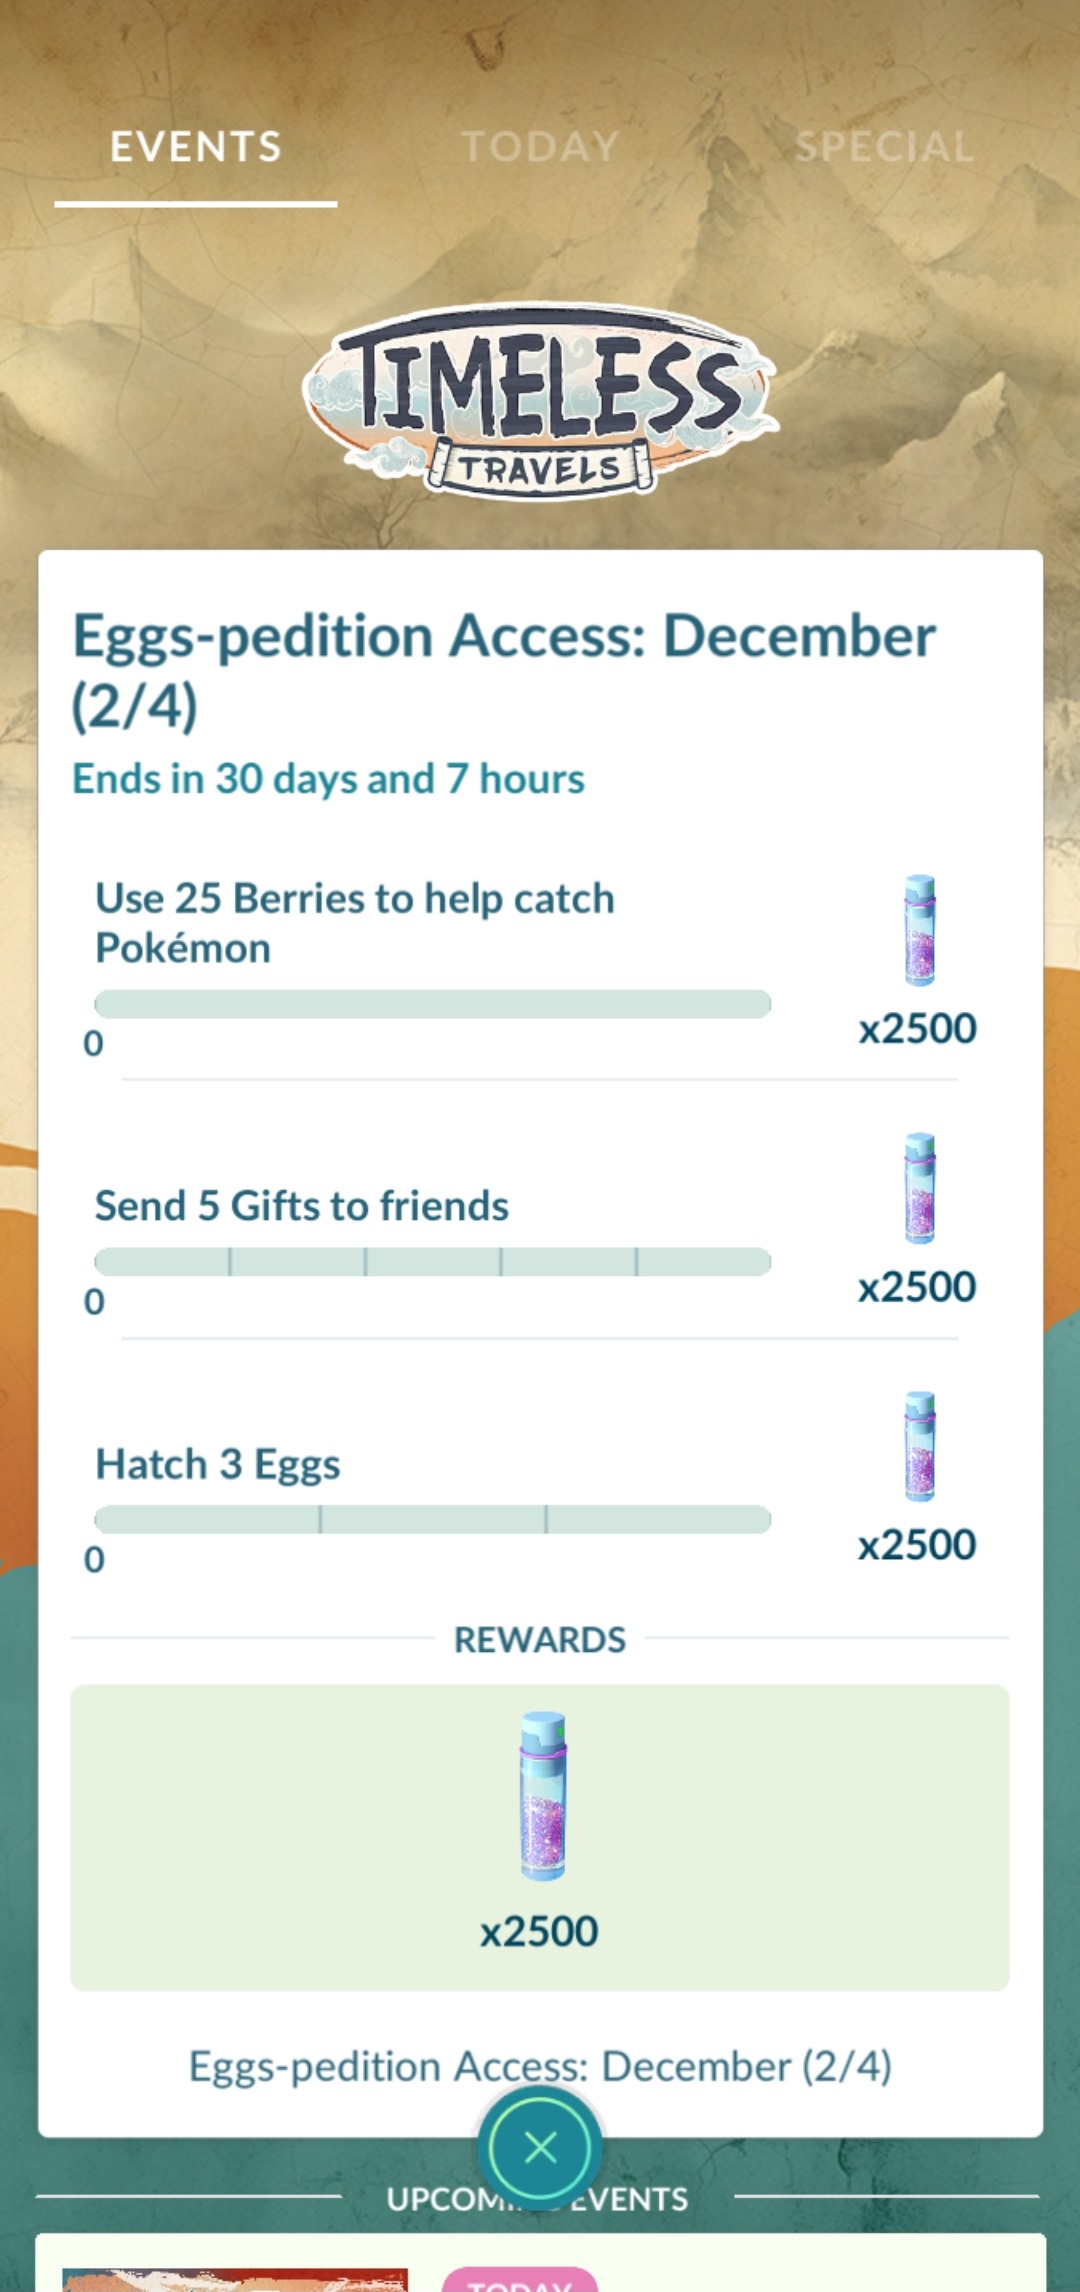 EVENTS
TODAY
SPECIAL
TIMELESS
TRAVELS
Eggs-pedition Access: December
(2/4)
Ends in 30 days and 7 hours
Use 25 Berries to help catch
Pokémon
0
x2500
Send 5 Gifts to friends
0
x2500
Hatch 3 Eggs
0
x2500
REWARDS
x2500
Eggs-pedition Access: December (2/4)
UPCOMING EVENTS
TODAY